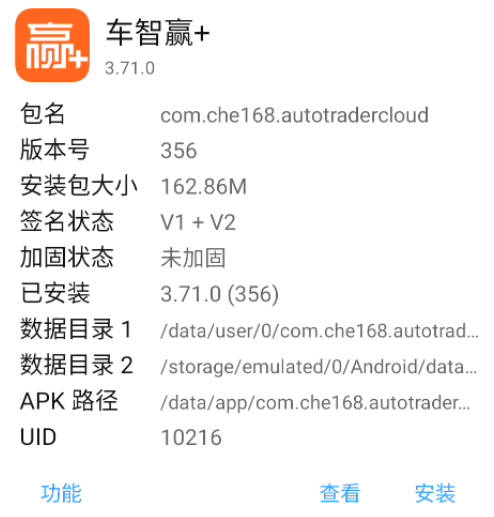 赢+
车智赢+
3.71.0
包名 com.che168.autotradercloud
版本号 356
安装包大小 162.86M
签名状态 V1 + V2
加固状态 未加固
已安装 3.71.0 (356)
数据目录 1 /data/user/0/com.che168.autotrad...
数据目录 2 /storage/emulated/0/Android/data...
APK 路径 /data/app/com.che168.autotrader...
UID 10216
功能 查看 安装